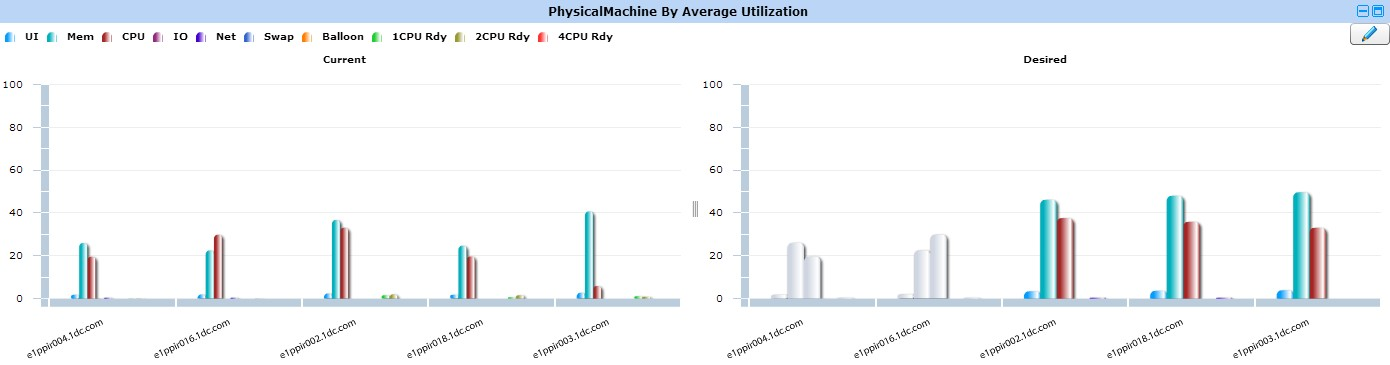 PhysicalMachine By Average Utilization
UI Mem CPU IO Net Swap Balloon 1CPU Rdy 2CPU Rdy 4CPU Rdy
Current
100
80
60
40
20
0
e1ppir004.1dc.com e1ppir016.1dc.com e1ppir002.1dc.com e1ppir018.1dc.com e1ppir003.1dc.com
Desired
100
80
60
40
20
0
e1ppir004.1dc.com e1ppir016.1dc.com e1ppir002.1dc.com e1ppir018.1dc.com e1ppir003.1dc.com